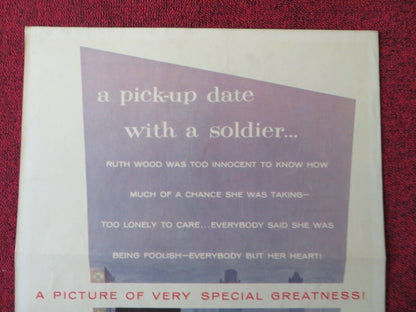 a pick-up date
with a soldier...
RUTH WOOD WAS TOO INNOCENT TO KNOW HOW
MUCH OF A CHANCE SHE WAS TAKING—
TOO LONELY TO CARE...EVERYBODY SAID SHE WAS
BEING FOOLISH—EVERYBODY BUT HER HEART!
A PICTURE OF VERY SPECIAL GREATNESS!